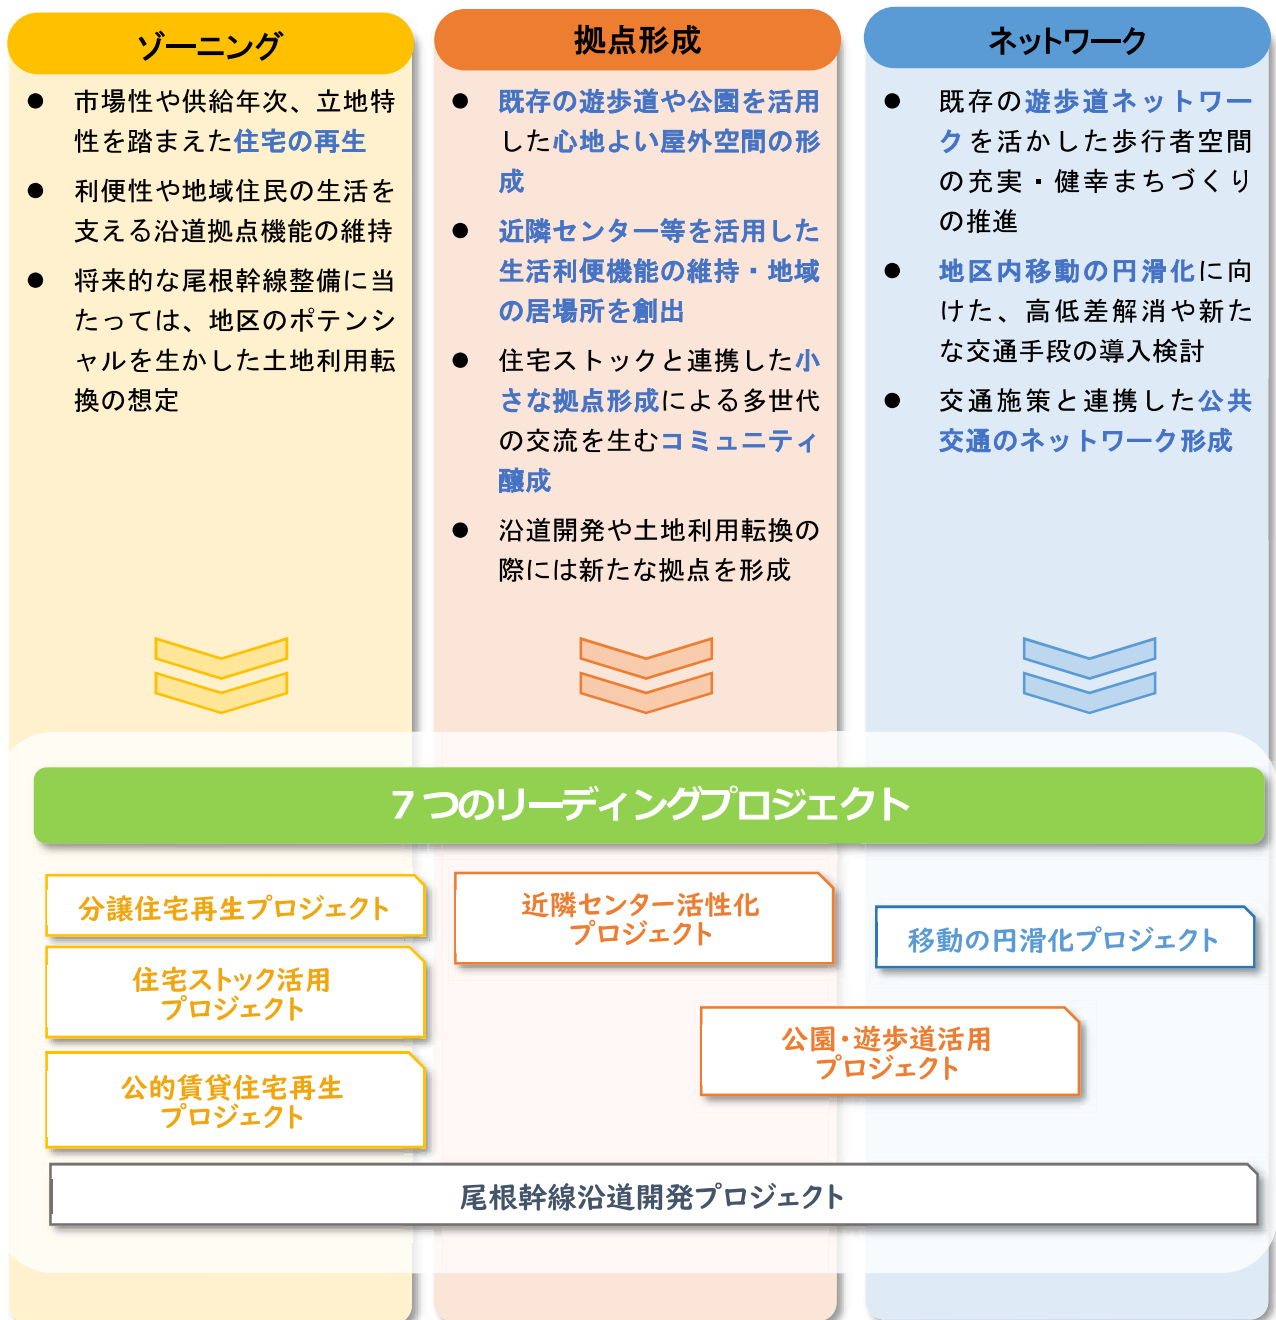 ゾーニング
● 市場性や供給年次、立地特
性を踏まえた住宅の再生
● 利便性や地域住民の生活を
支える沿道拠点機能の維持
● 将来的な尾根幹線整備に当
たっては、地区のポテンシ
ャルを生かした土地利用転
換の想定
拠点形成
● 既存の遊歩道や公園を活用
した心地よい屋外空間の形
成
● 近隣センター等を活用した
生活利便機能の維持・地域
の居場所を創出
● 住宅ストックと連携した小
さな拠点形成による多世代
の交流を生むコミュニティ
醸成
● 沿道開発や土地利用転換の
際には新たな拠点を形成
ネットワーク
● 既存の遊歩道ネットワー
クを活かした歩行者空間
の充実・健幸まちづくり
の推進
● 地区内移動の円滑化に向
けた、高低差解消や新た
な交通手段の導入検討
● 交通施策と連携した公共
交通のネットワーク形成
７つのリーディングプロジェクト
分譲住宅再生プロジェクト
住宅ストック活用
プロジェクト
公的賃貸住宅再生
プロジェクト
近隣センター活性化
プロジェクト
公園・遊歩道活用
プロジェクト
移動の円滑化プロジェクト
尾根幹線沿道開発プロジェクト